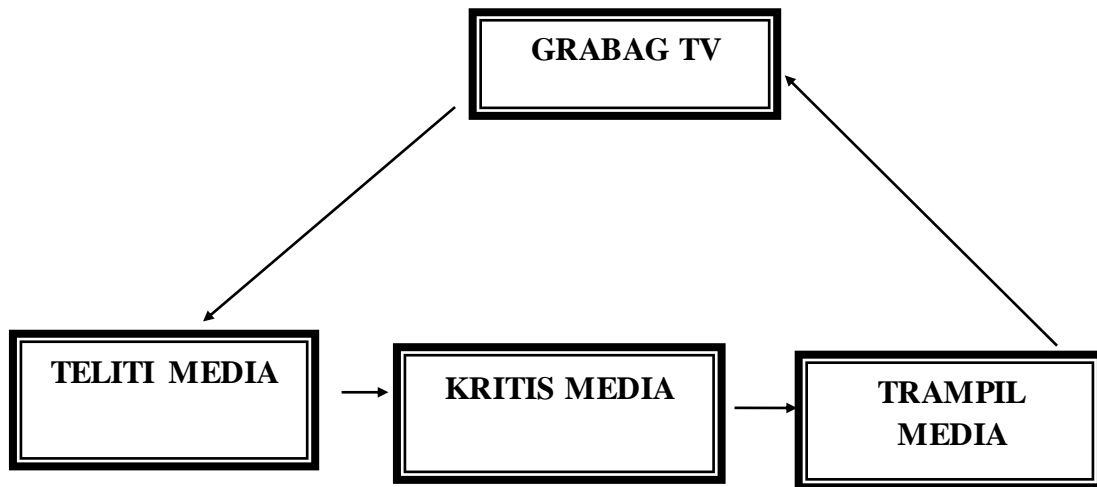 GRABAG TV
TELITI MEDIA
KRITIS MEDIA
TRAMPIL
MEDIA